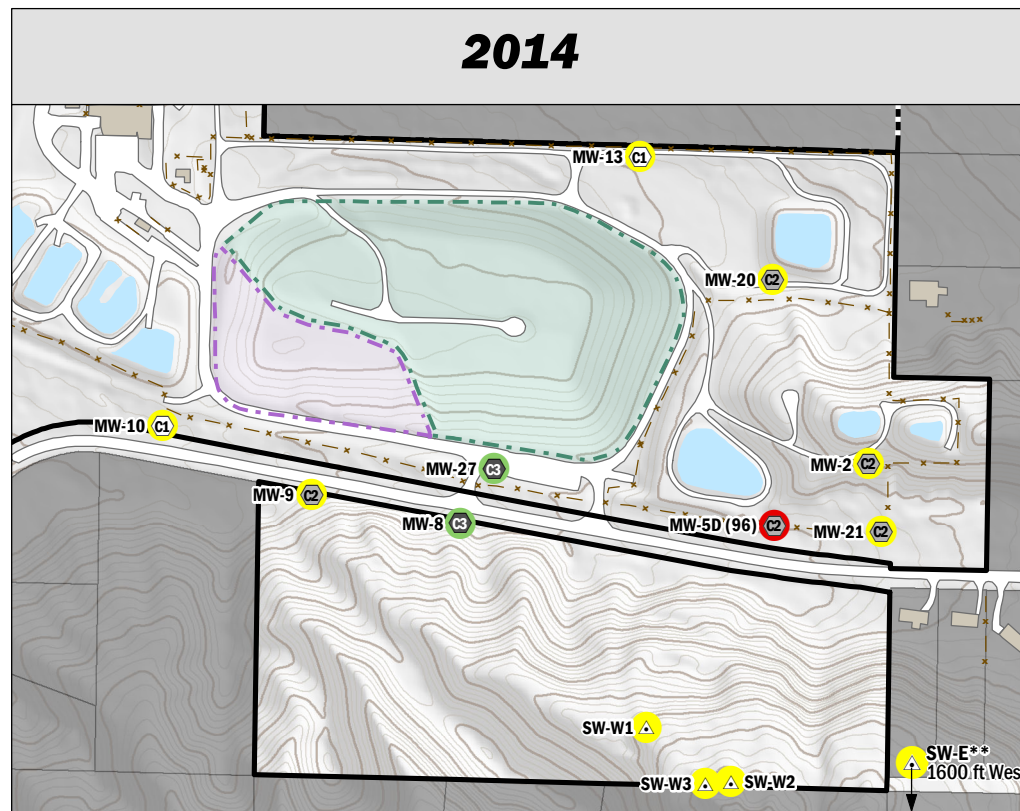 2014
MW-13 C1
MW-20 C2
MW-10 C1
MW-27 C3
MW-2 C2
MW-9 C2
MW-8 C3
MW-5D (96) C2
MW-21 C2
SW-W1
SW-E**
1600 ft Wes
SW-W3
SW-W2